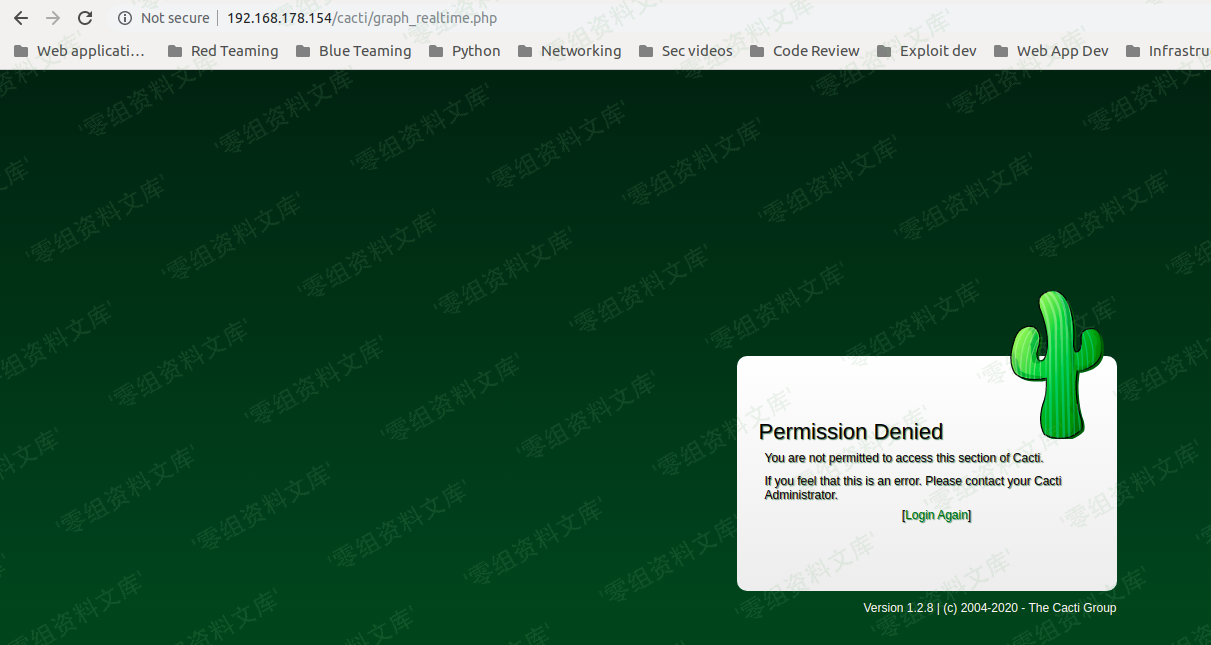 Not secure
192.168.178.154/cacti/graph_realtime.php
Web applicati…
Red Teaming
Blue Teaming
Python
Networking
Sec videos
Code Review
Exploit dev
Web App Dev
Infrastru
Permission Denied
You are not permitted to access this section of Cacti.
If you feel that this is an error. Please contact your Cacti
Administrator.
[Login Again]
Version 1.2.8 | (c) 2004-2020 - The Cacti Group
'零组资料文库'